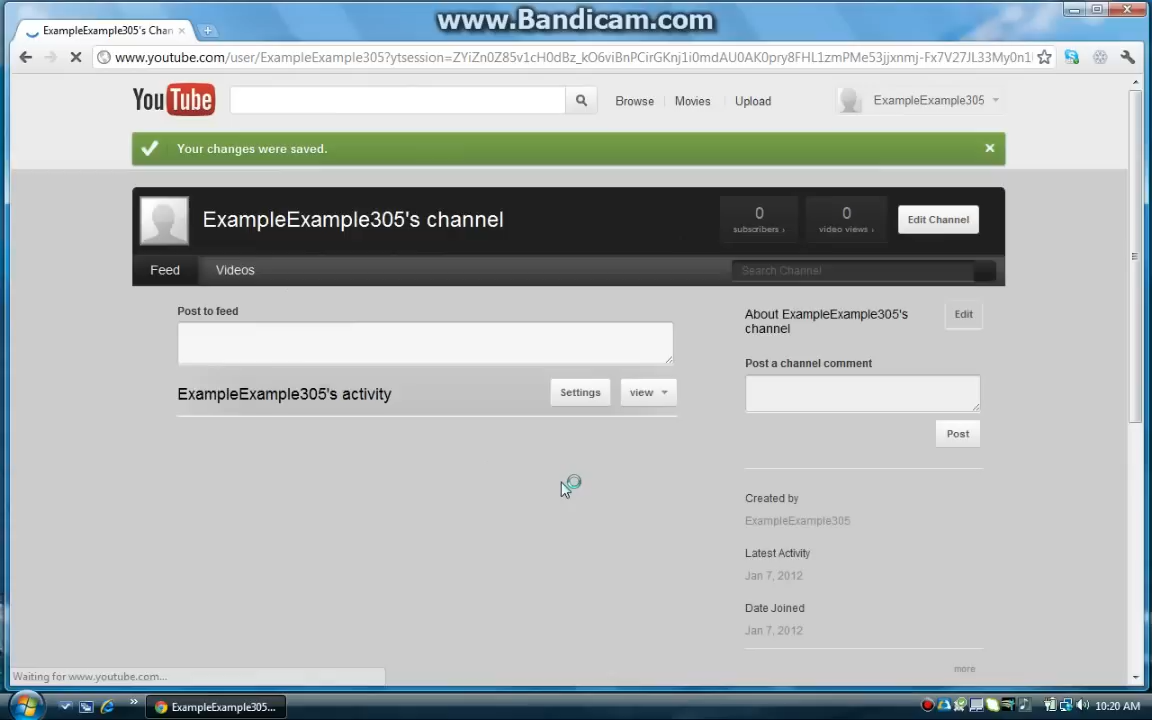 www.Bandicam.com
ExampleExample305's Chan
www.youtube.com/user/ExampleExample305?ytsession=ZYiZn0Z85v1cH0dBz_kO6viBnPCirGKnj1i0mdAU0AK0pry8FHL1zmPMe53jjxnmj-Fx7V27JL33My0n1
YouTube
Browse
Movies
Upload
ExampleExample305
Your changes were saved.
ExampleExample305's channel
0
subscribers ›
0
video views ›
Edit Channel
Feed
Videos
Search Channel
Post to feed
ExampleExample305's activity
Settings
view
About ExampleExample305's
channel
Edit
Post a channel comment
Post
Created by
ExampleExample305
Latest Activity
Jan 7, 2012
Date Joined
Jan 7, 2012
more
Waiting for www.youtube.com...
ExampleExample305...
10:20 AM